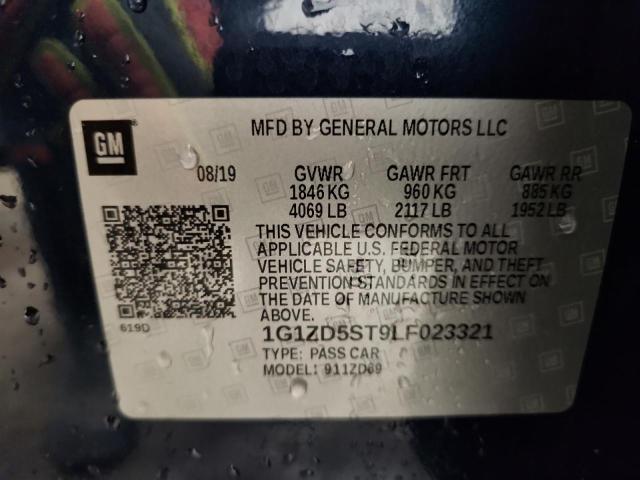 MFD BY GENERAL MOTORS LLC
GM
08/19 GVWR GAWR FRT GAWR RR
1846 KG 960 KG 885 KG
4069 LB 2117 LB 1952 LB
THIS VEHICLE CONFORMS TO ALL
APPLICABLE U.S. FEDERAL MOTOR
VEHICLE SAFETY, BUMPER, AND THEFT
PREVENTION STANDARDS IN EFFECT ON
THE DATE OF MANUFACTURE SHOWN
ABOVE.
619D
1G1ZD5ST9LF023321
TYPE: PASS CAR
MODEL: 911ZD69